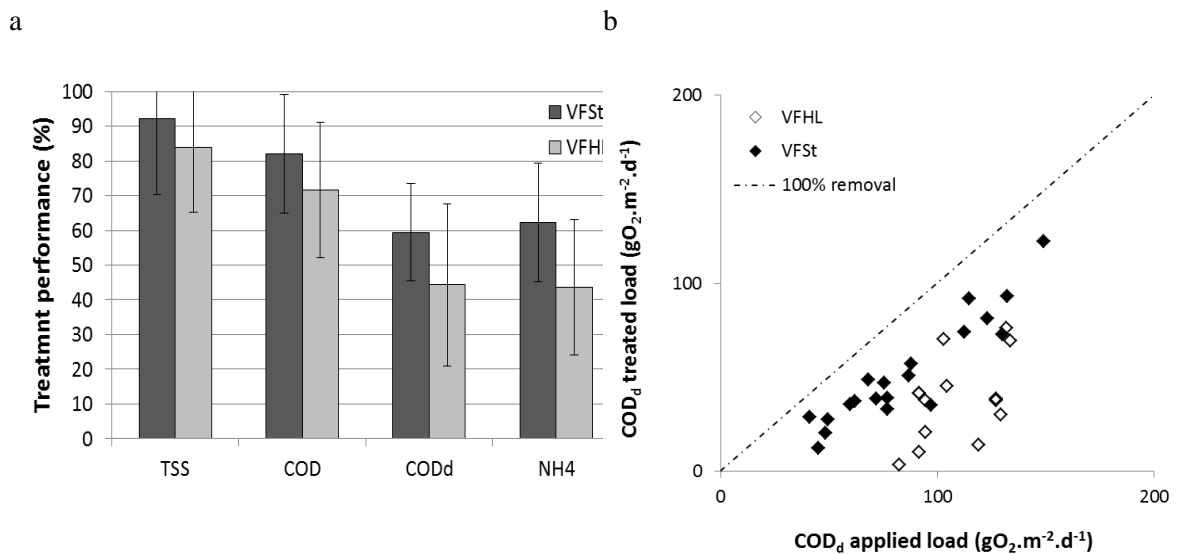 a
b
Treatmnt performance (%)
100
90
80
70
60
50
40
30
20
10
0
TSS
COD
CODd
NH4
VFSt
VFHl
COD_d treated load (gO₂.m⁻².d⁻¹)
200
100
0
VFHL
VFSt
100% removal
0
100
200
COD_d applied load (gO₂.m⁻².d⁻¹)